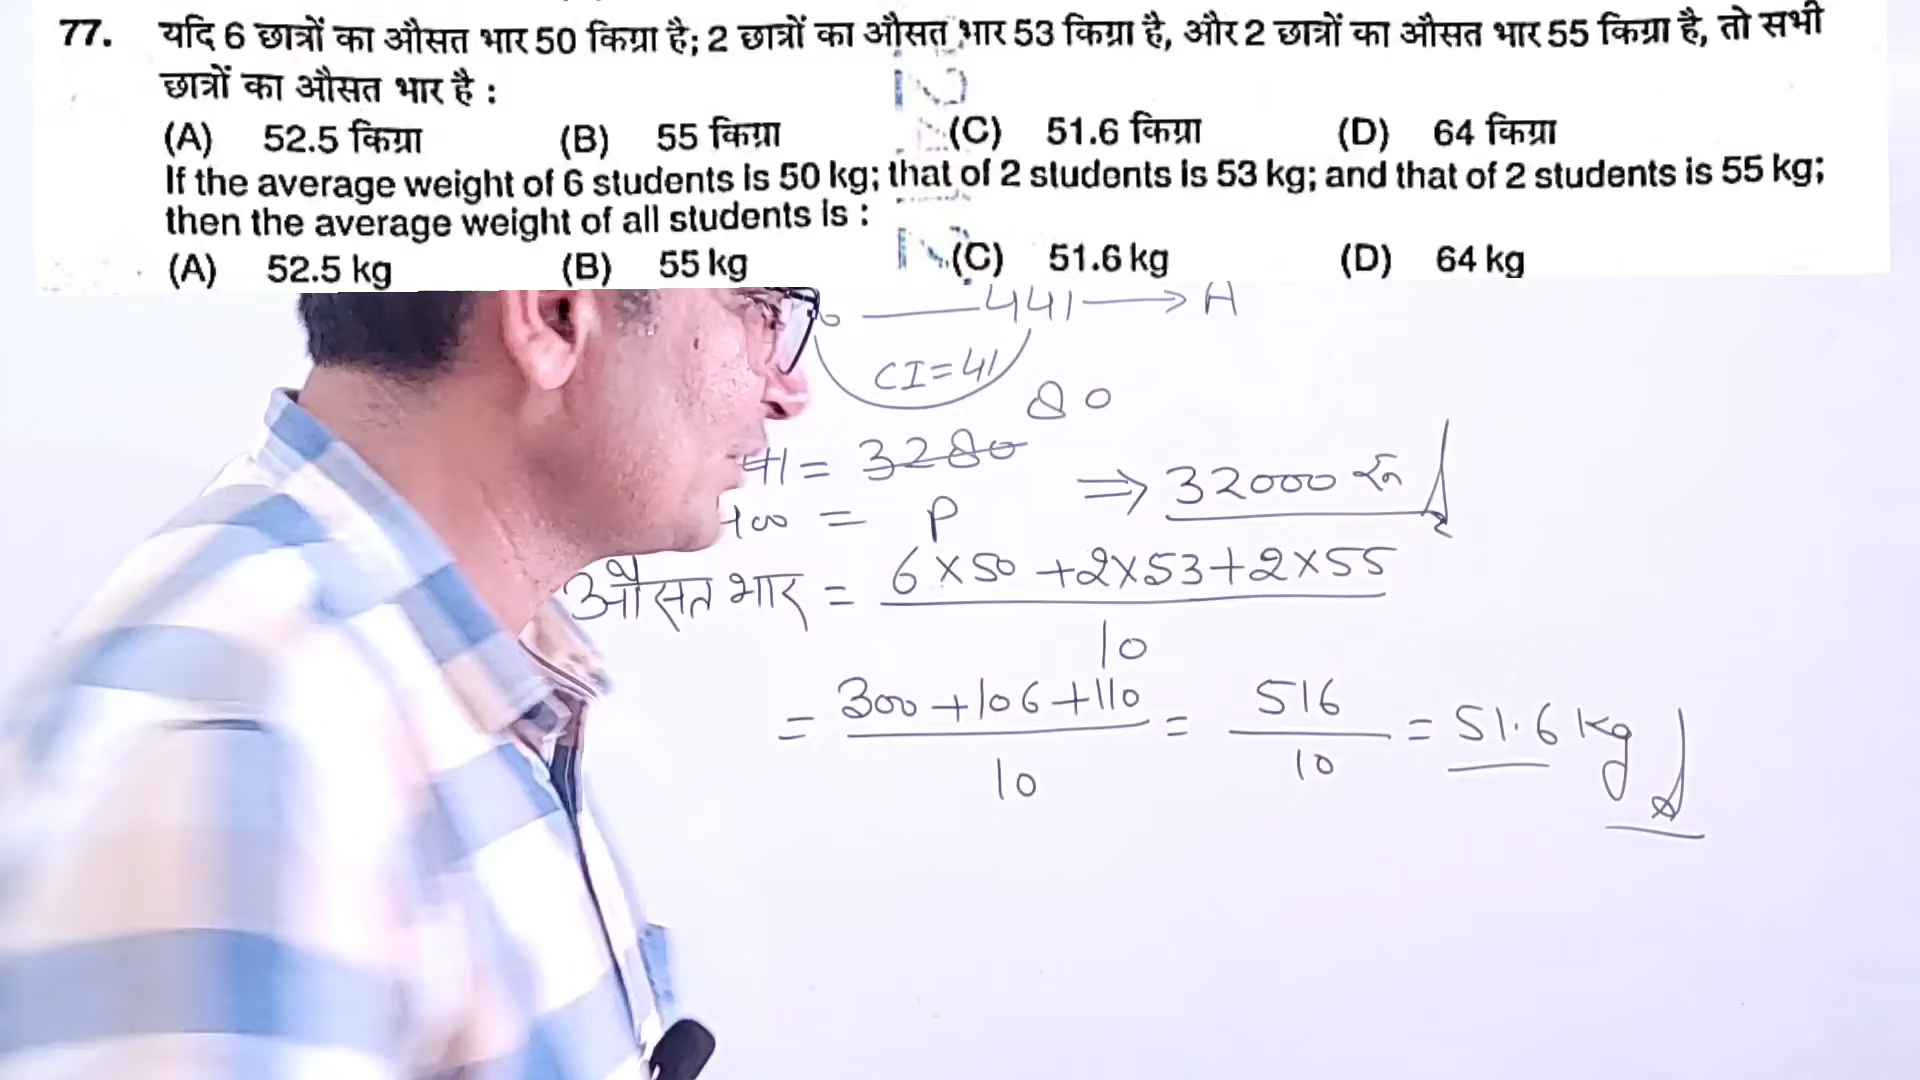 77. यदि 6 छात्रों का औसत भार 50 किग्रा है; 2 छात्रों का औसत भार 53 किग्रा है, और 2 छात्रों का औसत भार 55 किग्रा है, तो सभी
छात्रों का औसत भार है :
(A) 52.5 किग्रा (B) 55 किग्रा (C) 51.6 किग्रा (D) 64 किग्रा
If the average weight of 6 students is 50 kg; that of 2 students is 53 kg; and that of 2 students is 55 kg;
then the average weight of all students is :
(A) 52.5 kg (B) 55 kg (C) 51.6 kg (D) 64 kg
441 → A
CI=41
80
41 = 3280 ⇒ 32000 रु
400 = P
औसत भार = 6×50+2×53+2×55
10
= 300+106+110 = 516 = 51.6 kg
10 10